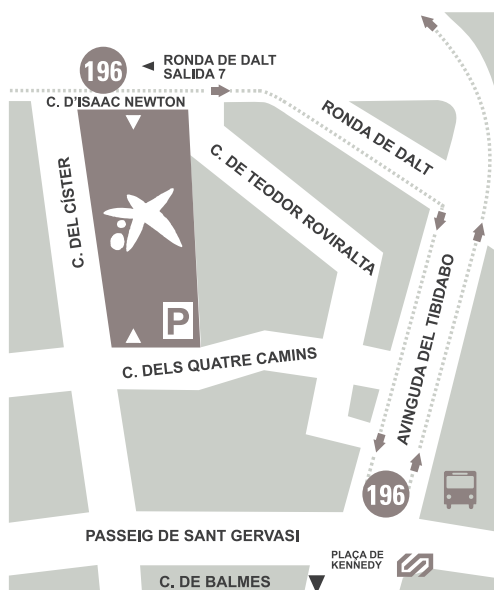 196
RONDA DE DALT
SALIDA 7
C. D'ISAAC NEWTON
RONDA DE DALT
C. DE TEODOR ROVIRALTA
C. DEL CÍSTER
P
AVINGUDA DEL TIBIDABO
C. DELS QUATRE CAMINS
196
PASSEIG DE SANT GERVASI
PLAÇA DE
KENNEDY
C. DE BALMES